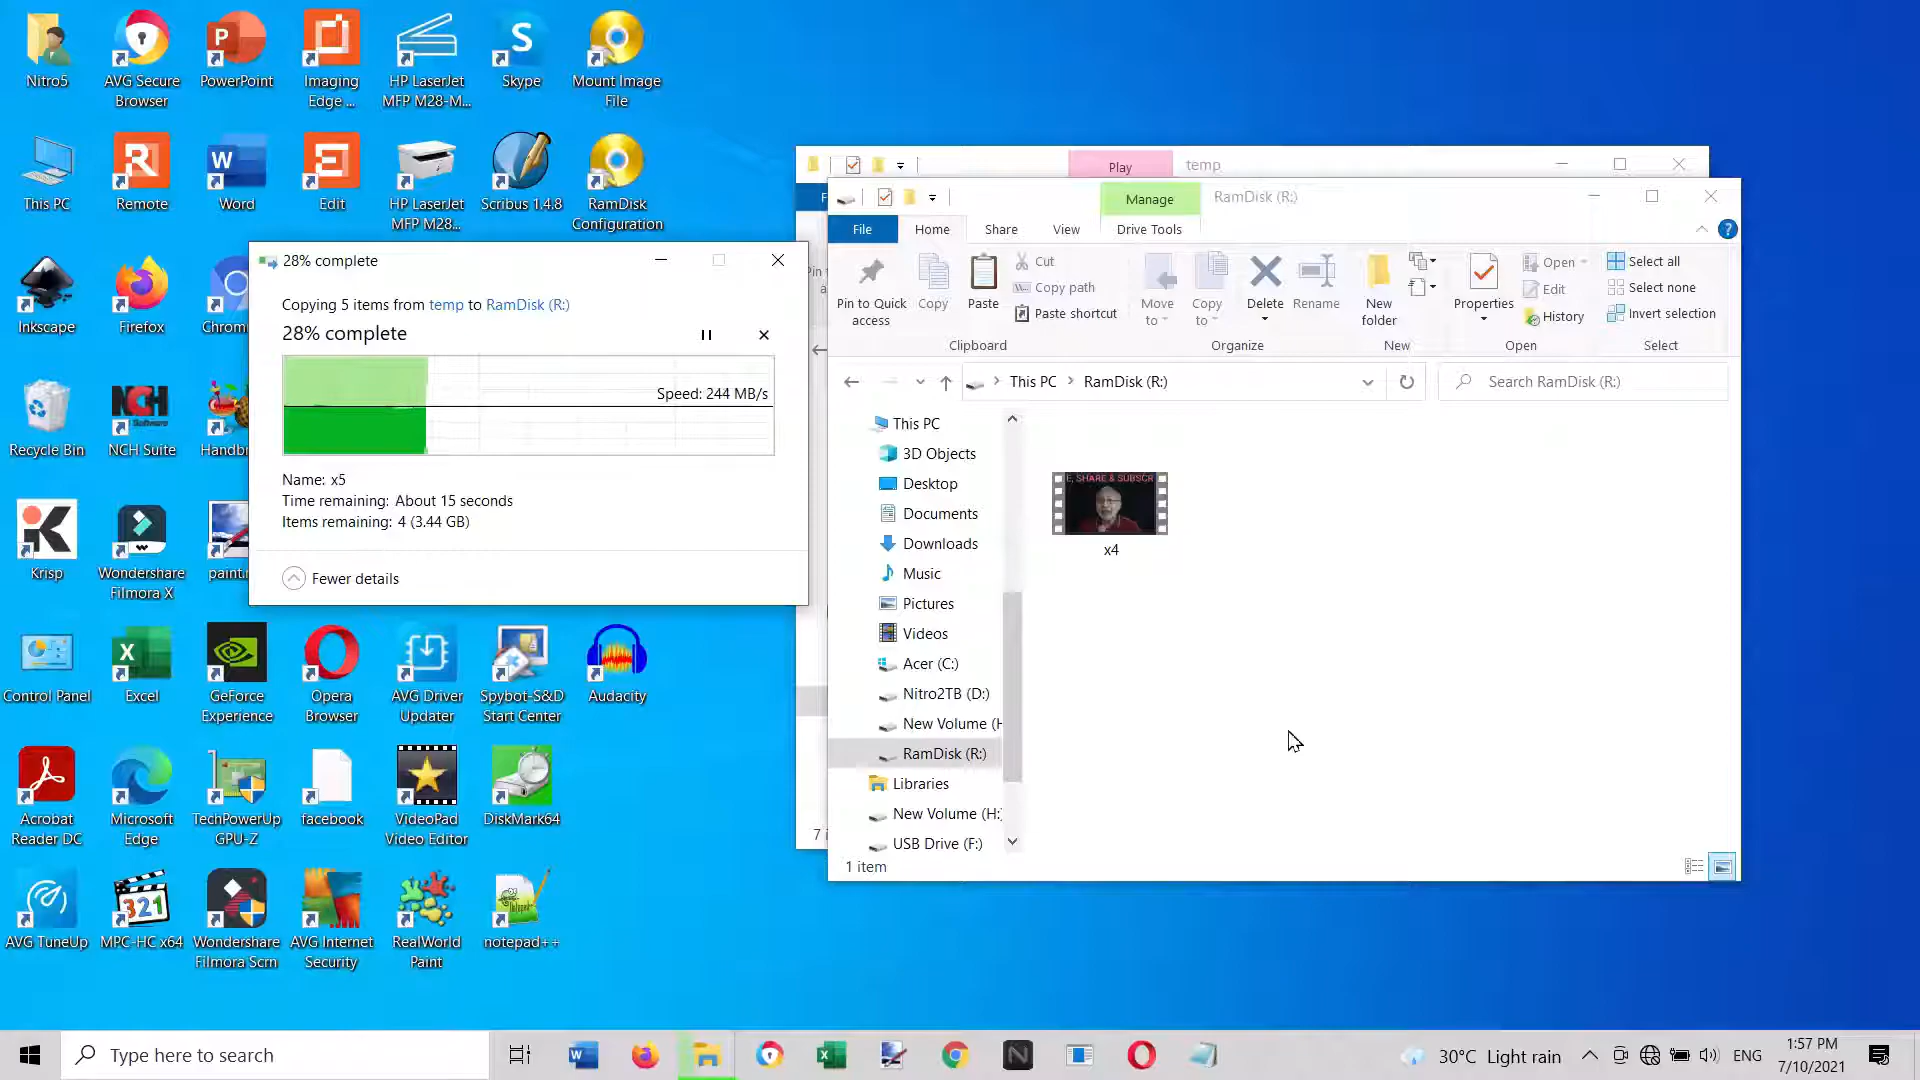 Nitro5
AVG Secure
Browser
PowerPoint
Imaging
Edge ...
HP LaserJet
MFP M28-M...
Skype
Mount Image
File
This PC
Remote
Word
Edit
HP LaserJet
MFP M28...
Scribus 1.4.8
RamDisk
Configuration
Inkscape
Firefox
Chrom
Recycle Bin
NCH Suite
Handb
Krisp
Wondershare
Filmora X
paint
Control Panel
Excel
GeForce
Experience
Opera
Browser
AVG Driver
Updater
Spybot-S&D
Start Center
Audacity
Acrobat
Reader DC
Microsoft
Edge
TechPowerUp
GPU-Z
facebook
VideoPad
Video Editor
DiskMark64
AVG TuneUp
MPC-HC x64
Wondershare
Filmora Scrn
AVG Internet
Security
RealWorld
Paint
notepad++
28% complete
Copying 5 items from temp to RamDisk (R:)
28% complete
Speed: 244 MB/s
Name: x5
Time remaining: About 15 seconds
Items remaining: 4 (3.44 GB)
Fewer details
Play
temp
7 i
Manage
RamDisk (R:)
File
Home
Share
View
Drive Tools
Pin to Quick
access
Copy
Paste
Cut
Copy path
Paste shortcut
Clipboard
Move
to
Copy
to
Delete
Rename
Organize
New
folder
New
Properties
Open
Edit
History
Open
Select all
Select none
Invert selection
Select
This PC
RamDisk (R:)
Search RamDisk (R:)
This PC
3D Objects
Desktop
Documents
Downloads
Music
Pictures
Videos
Acer (C:)
Nitro2TB (D:)
New Volume (H
RamDisk (R:)
Libraries
New Volume (H:)
USB Drive (F:)
E, SHARE & SUBSCR
x4
1 item
Type here to search
30°C Light rain
ENG
1:57 PM
7/10/2021